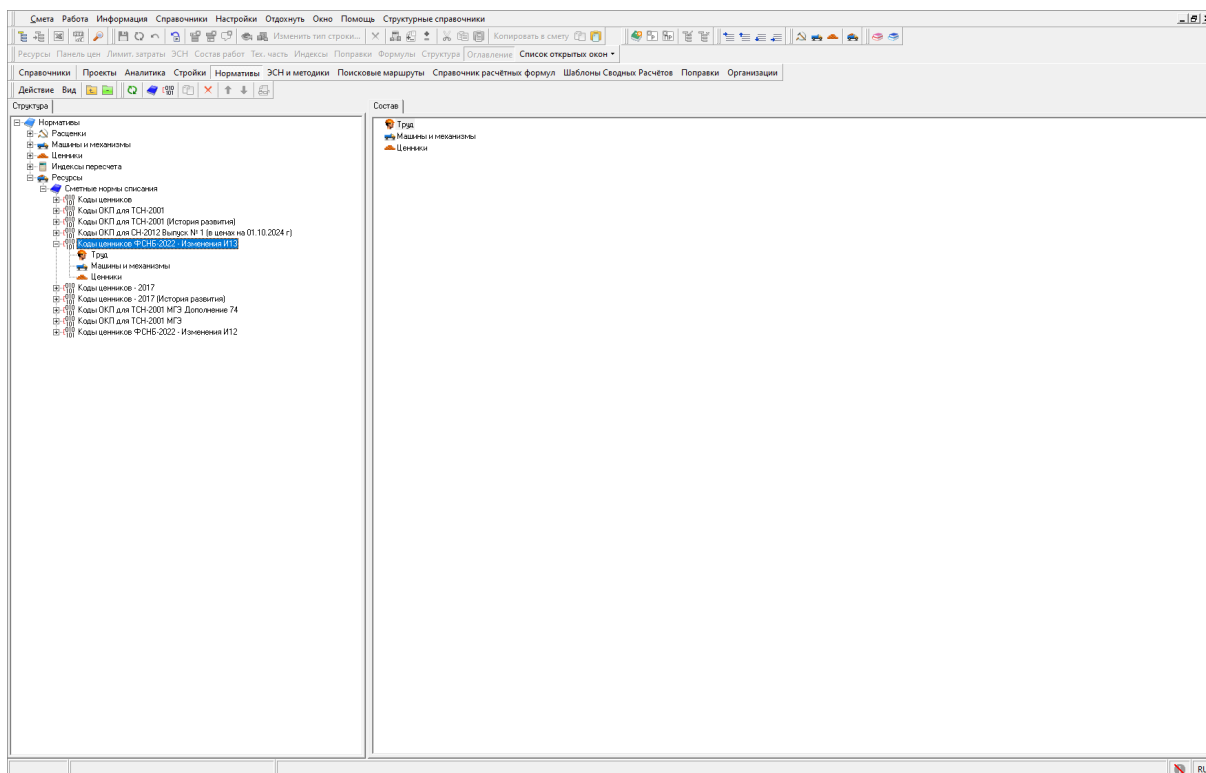 Смета Работа Информация Справочники Настройки Отдохнуть Окно Помощь Структурные справочники
Изменить тип строки... Копировать в смету
Ресурсы Панель цен Лимит. затраты ЭСН Состав работ Тех. часть Индексы Поправки Формулы Структура Оглавление Список открытых окон
Справочники Проекты Аналитика Стройки Нормативы ЭСН и методики Поисковые маршруты Справочник расчётных формул Шаблоны Сводных Расчётов Поправки Организации
Действие Вид
Структура
Нормативы
Расценки
Машины и механизмы
Ценники
Индексы пересчета
Ресурсы
Сметные нормы списания
Коды ценников
Коды ОКП для ТСН-2001
Коды ОКП для ТСН-2001 (История развития)
Коды ОКП для СН-2012 Выпуск № 1 (в ценах на 01.10.2024 г)
Коды ценников ФСНБ-2022 - Изменения И13
Труд
Машины и механизмы
Ценники
Коды ценников - 2017
Коды ценников - 2017 (История развития)
Коды ОКП для ТСН-2001 МГЭ Дополнение 74
Коды ОКП для ТСН-2001 МГЭ
Коды ценников ФСНБ-2022 - Изменения И12
Состав
Труд
Машины и механизмы
Ценники
RU